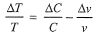 ΔT/T = ΔC/C − Δv/v